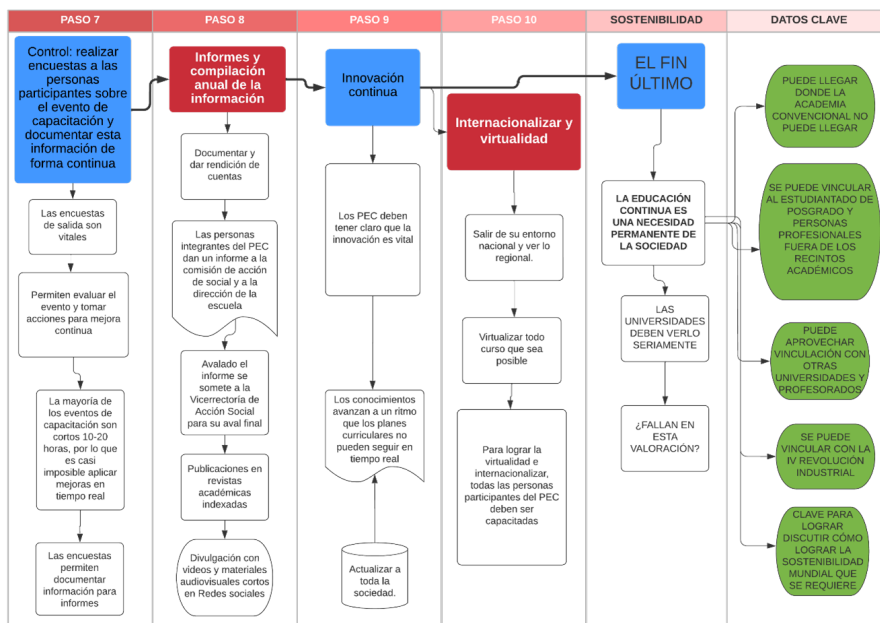 PASO 7
PASO 8
PASO 9
PASO 10
SOSTENIBILIDAD
DATOS CLAVE
Control: realizar
encuestas a las
personas
participantes sobre
el evento de
capacitación y
documentar esta
información de
forma continua
Las encuestas
de salida son
vitales
Permiten evaluar el
evento y tomar
acciones para mejora
continua
La mayoría de
los eventos de
capacitación son
cortos 10-20
horas, por lo que
es casi
imposible aplicar
mejoras en
tiempo real
Las encuestas
permiten
documentar
información para
informes
Informes y
compilación
anual de la
información
Documentar y
dar rendición de
cuentas
Las personas
integrantes del PEC
dan un informe a la
comisión de acción
de social y a la
dirección de la
escuela
Avalado el
informe se
somete a la
Vicerrectoría de
Acción Social
para su aval final
Publicaciones en
revistas
académicas
indexadas
Divulgación con
videos y materiales
audiovisuales cortos
en Redes sociales
Innovación
continua
Los PEC deben
tener claro que la
innovación es vital
Los conocimientos
avanzan a un ritmo
que los planes
curriculares no
pueden seguir en
tiempo real
Actualizar a
toda la
sociedad.
Internacionalizar y
virtualidad
Salir de su entorno
nacional y ver lo
regional.
Virtualizar todo
curso que sea
posible
Para lograr la
virtualidad e
internacionalizar,
todas las personas
participantes del PEC
deben ser
capacitadas
EL FIN
ÚLTIMO
LA EDUCACIÓN
CONTINUA ES
UNA NECESIDAD
PERMANENTE DE
LA SOCIEDAD
LAS
UNIVERSIDADES
DEBEN VERLO
SERIAMENTE
¿FALLAN EN
ESTA
VALORACIÓN?
PUEDE LLEGAR
DONDE LA
ACADEMIA
CONVENCIONAL NO
PUEDE LLEGAR
SE PUEDE VINCULAR
AL ESTUDIANTADO DE
POSGRADO Y
PERSONAS
PROFESIONALES
FUERA DE LOS
RECINTOS
ACADÉMICOS
PUEDE
APROVECHAR
VINCULACIÓN CON
OTRAS
UNIVERSIDADES Y
PROFESORADOS
SE PUEDE
VINCULAR CON LA
IV REVOLUCIÓN
INDUSTRIAL
CLAVE PARA
LOGRAR
DISCUTIR CÓMO
LOGRAR LA
SOSTENIBILIDAD
MUNDIAL QUE
SE REQUIERE